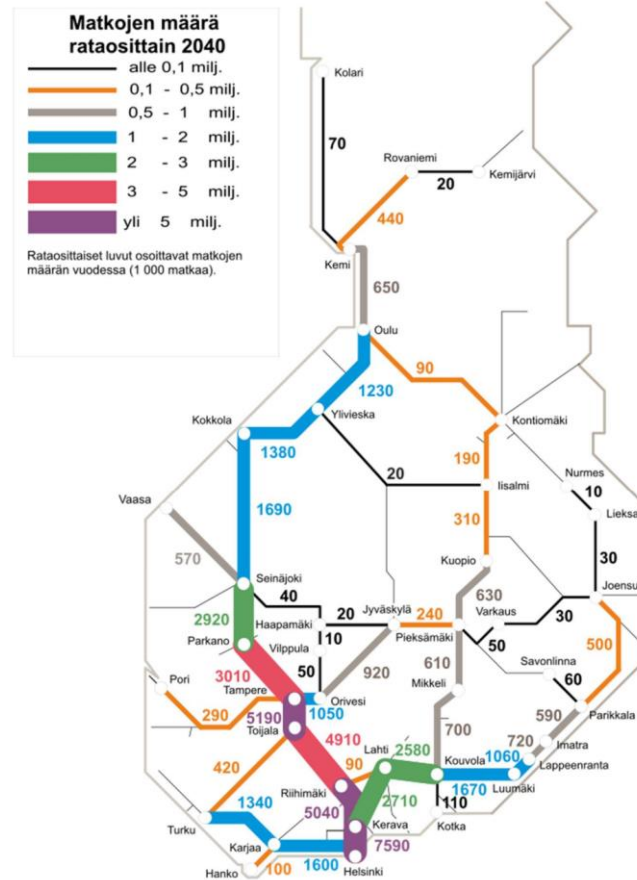 Matkojen määrä
rataosittain 2040
alle 0,1 milj.
0,1 - 0,5 milj.
0,5 - 1 milj.
1 - 2 milj.
2 - 3 milj.
3 - 5 milj.
yli 5 milj.
Rataosittaiset luvut osoittavat matkojen
määrän vuodessa (1 000 matkaa).
Kolari
70
Rovaniemi
20
Kemijärvi
440
Kemi
650
Oulu
90
1230
Ylivieska
Kokkola
1380
Kontiomäki
190
Nurmes
10
Lieksa
20
Iisalmi
Vaasa
1690
310
570
Kuopio
30
Seinäjoki
630
Joensu
40
2920
Haapamäki
20
Jyväskylä
240
Varkaus
30
Parkano
10
Pieksämäki
50
500
Vilppula
920
610
Savonlinna
3010
50
60
Pori
Tampere
Mikkeli
290
1050
Orivesi
590
Parikkala
5190
Toijala
700
720
Imatra
4910
Lahti
2580
Kouvola
1060
Lappeenranta
420
90
1670
Luumäki
Riihimäki
2710
110
1340
5040
Kotka
Turku
Kerava
Karjaa
7590
1600
Hanko
100
Helsinki